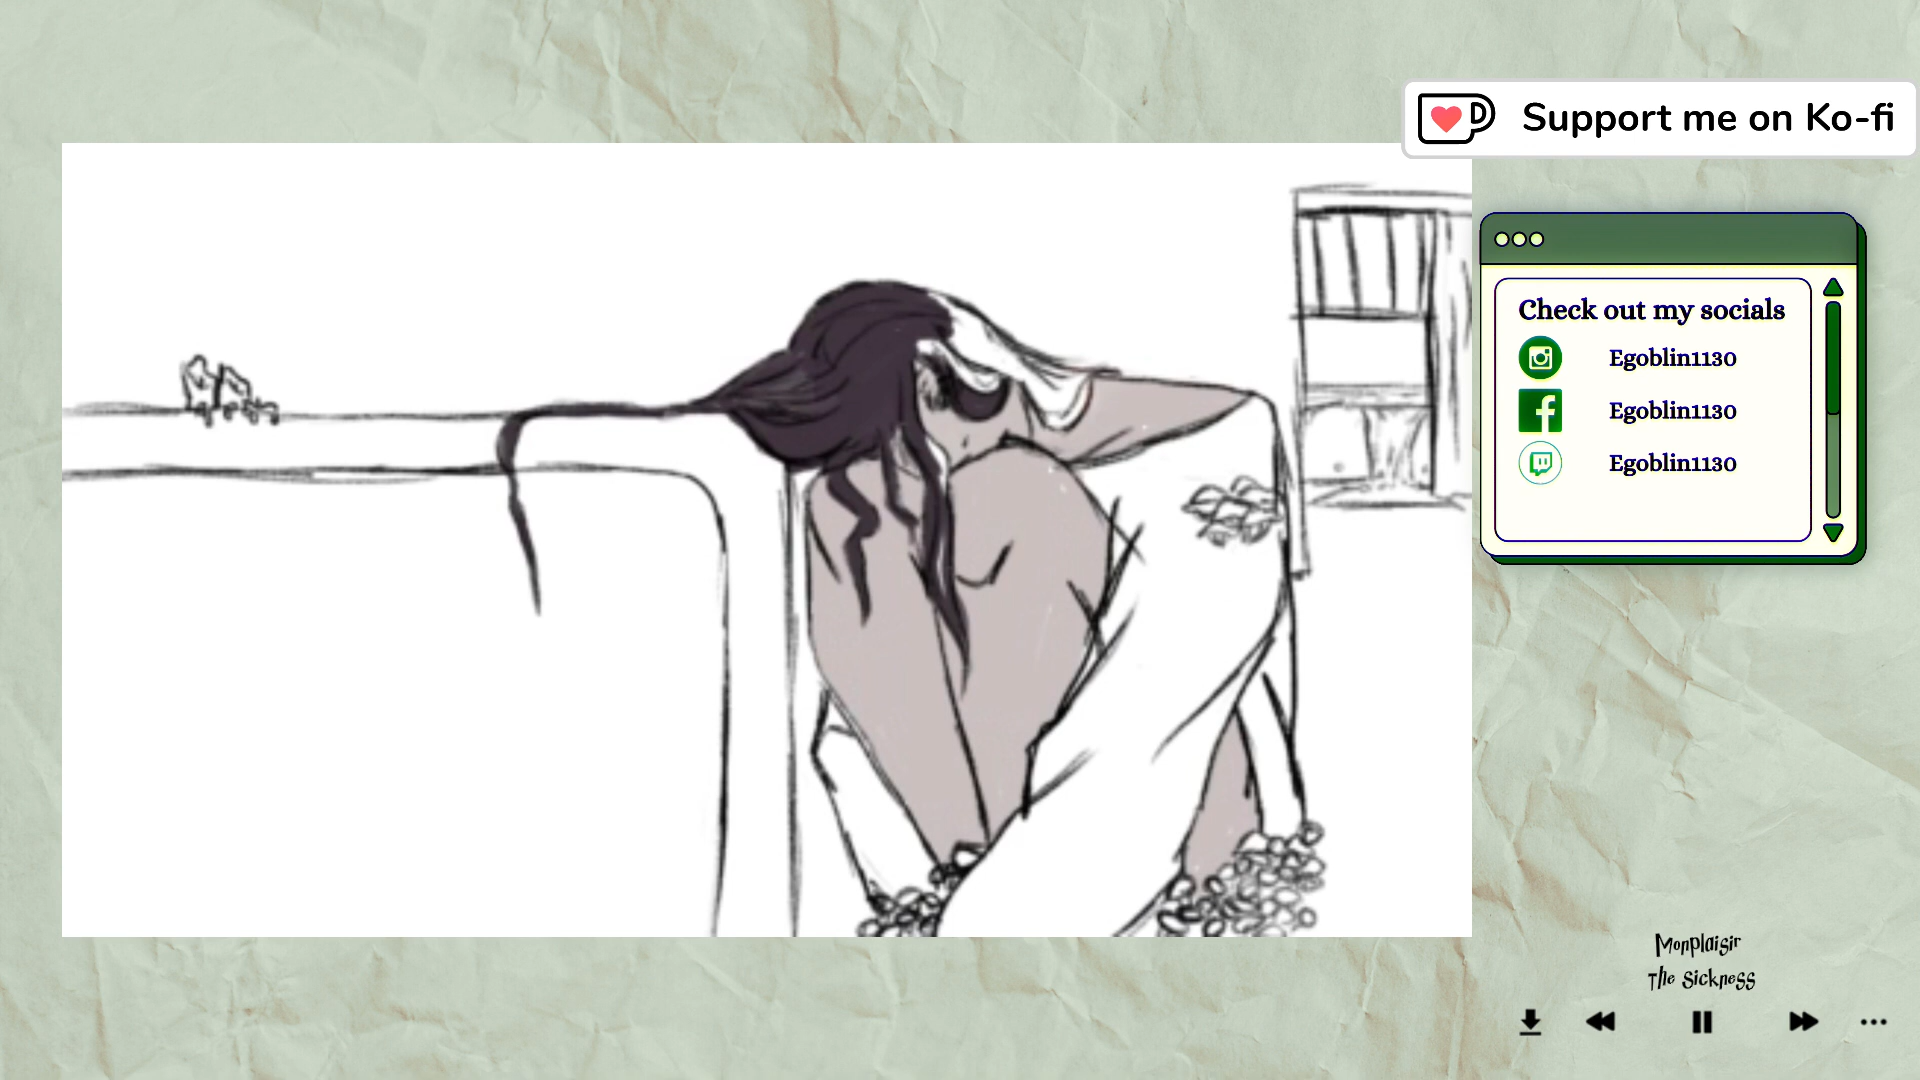 Support me on Ko-fi
Check out my socials
Egoblin1130
Egoblin1130
Egoblin1130
Monplaisir
The Sickness